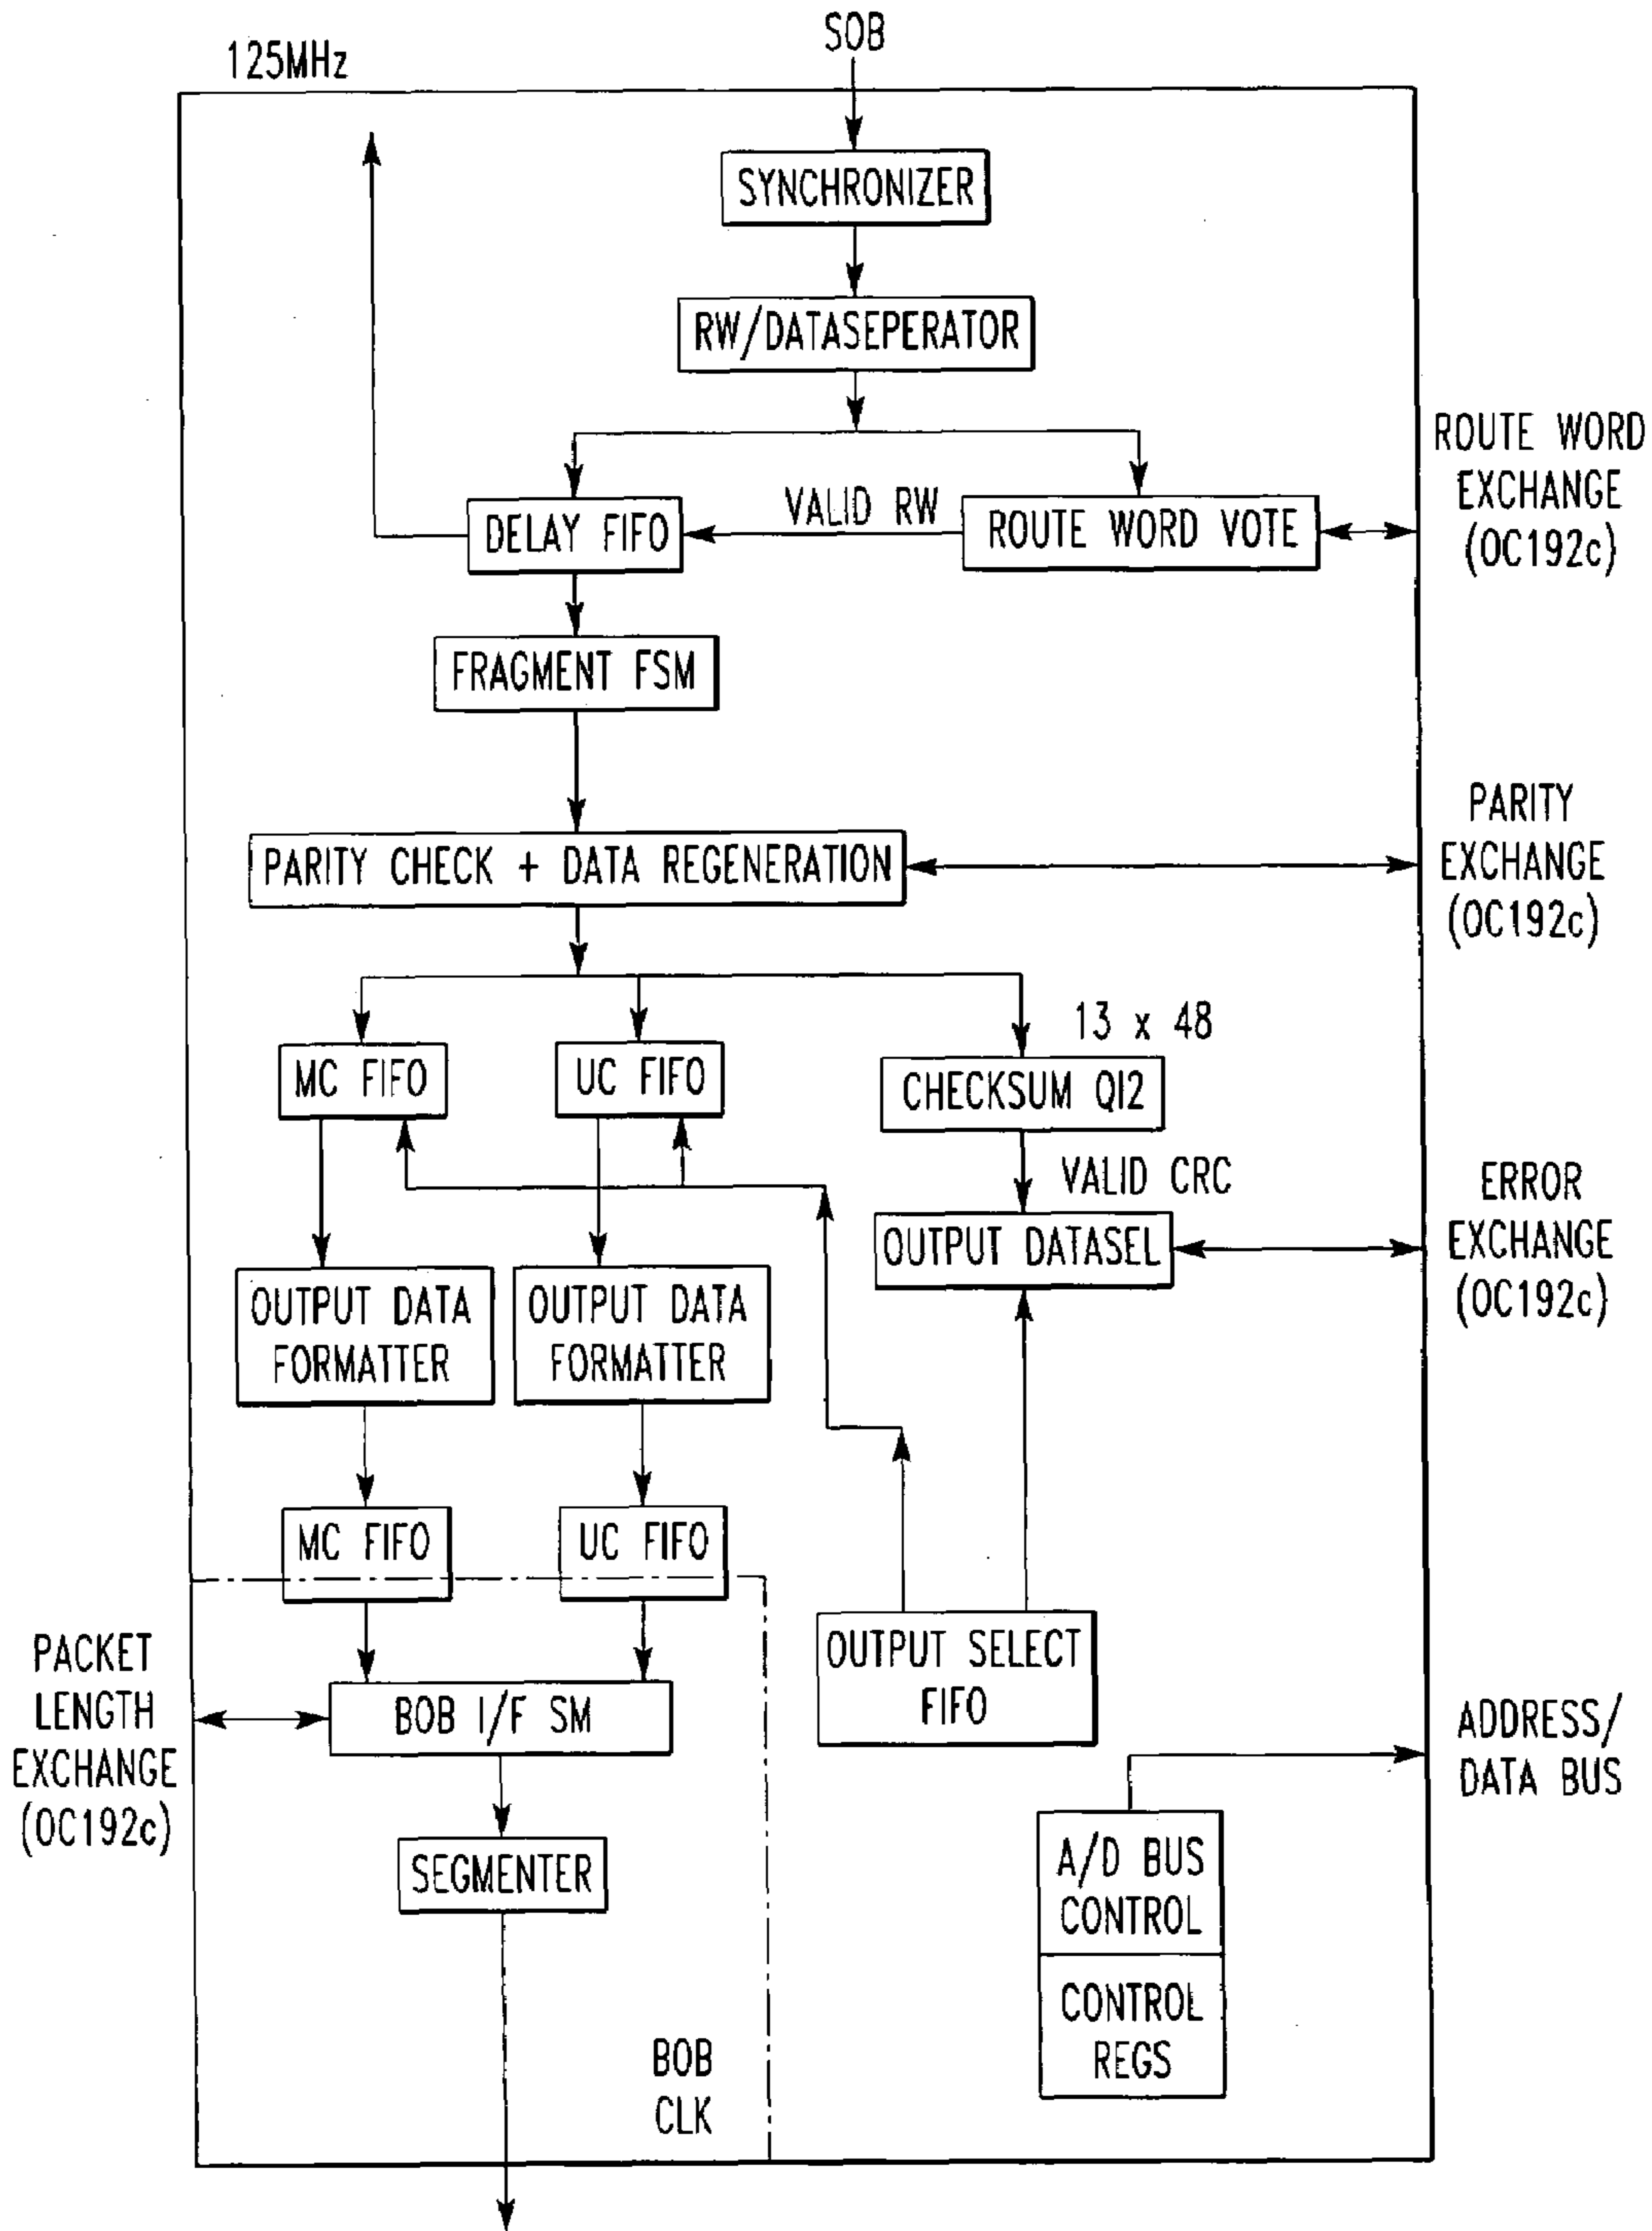 SOB
125MHz
SYNCHRONIZER
RW/DATASEPERATOR
ROUTE WORD
EXCHANGE
(OC192c)
VALID RW
DELAY FIFO
ROUTE WORD VOTE
FRAGMENT FSM
PARITY
EXCHANGE
(OC192c)
PARITY CHECK + DATA REGENERATION
13 x 48
MC FIFO
UC FIFO
CHECKSUM QI2
VALID CRC
ERROR
EXCHANGE
(OC192c)
OUTPUT DATASEL
OUTPUT DATA
FORMATTER
OUTPUT DATA
FORMATTER
MC FIFO
UC FIFO
OUTPUT SELECT
FIFO
PACKET
LENGTH
EXCHANGE
(OC192c)
BOB I/F SM
ADDRESS/
DATA BUS
SEGMENTER
A/D BUS
CONTROL
CONTROL
REGS
BOB
CLK